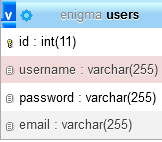 v enigma users
id : int(11)
username : varchar(255)
password : varchar(255)
email : varchar(255)